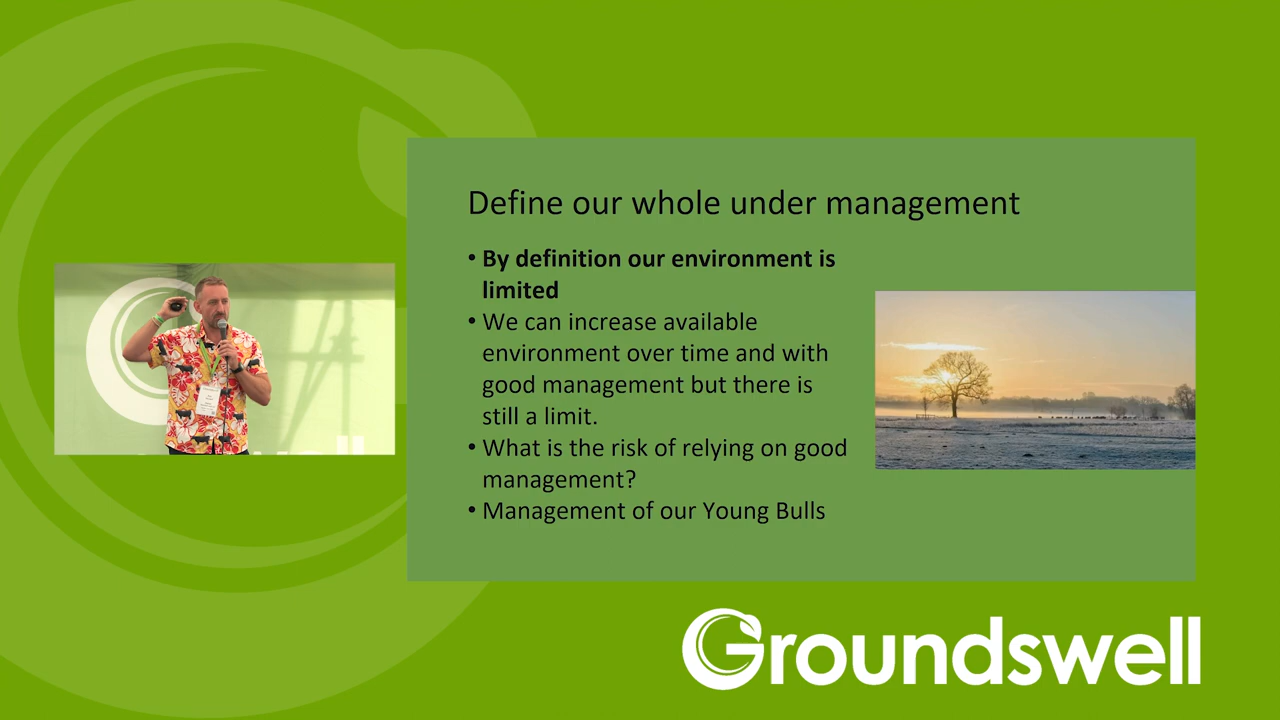 Define our whole under management
• By definition our environment is
limited
• We can increase available
environment over time and with
good management but there is
still a limit.
• What is the risk of relying on good
management?
• Management of our Young Bulls
Groundswell